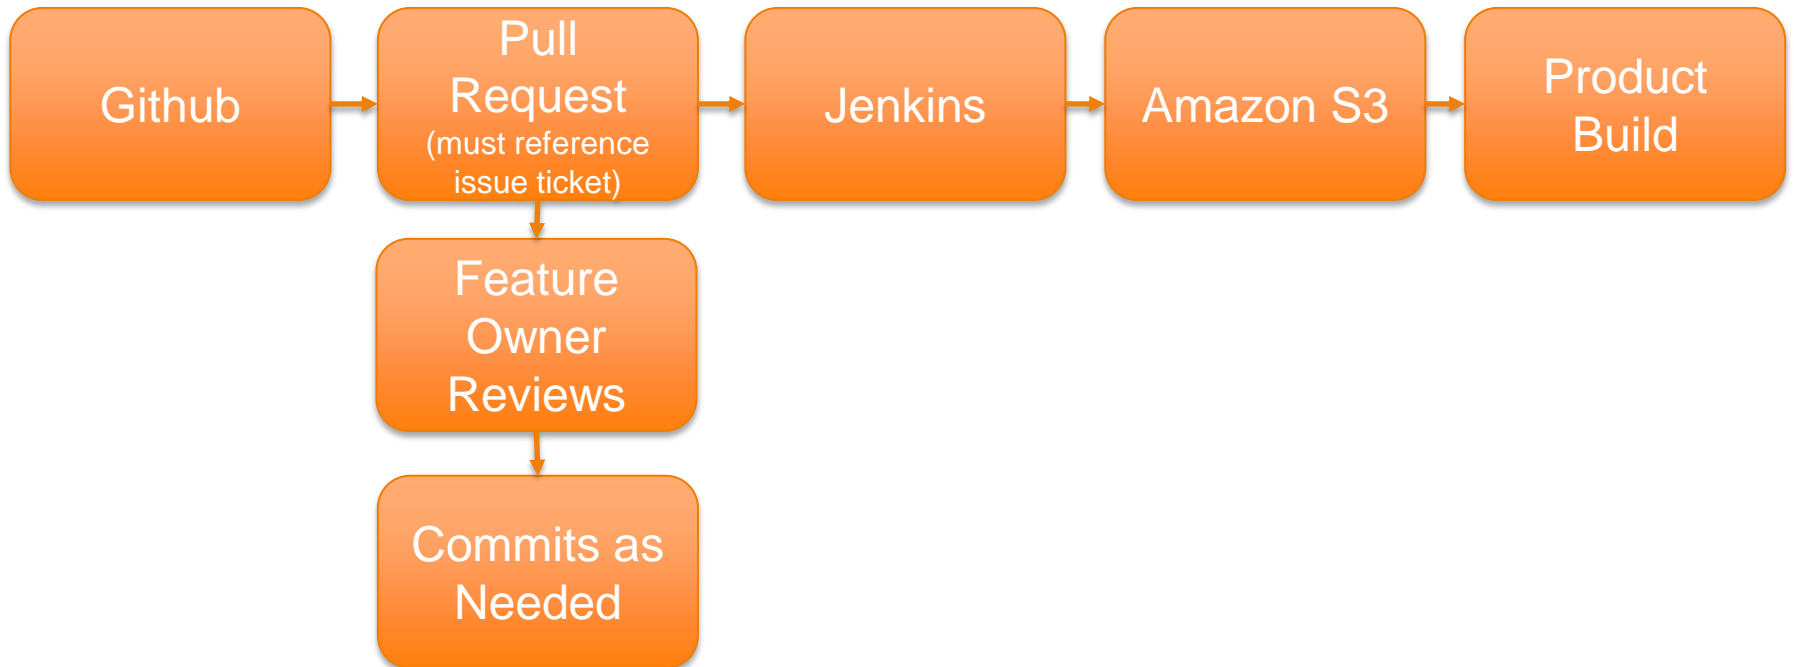 Github
Pull
Request
(must reference
issue ticket)
Jenkins
Amazon S3
Product
Build
Feature
Owner
Reviews
Commits as
Needed